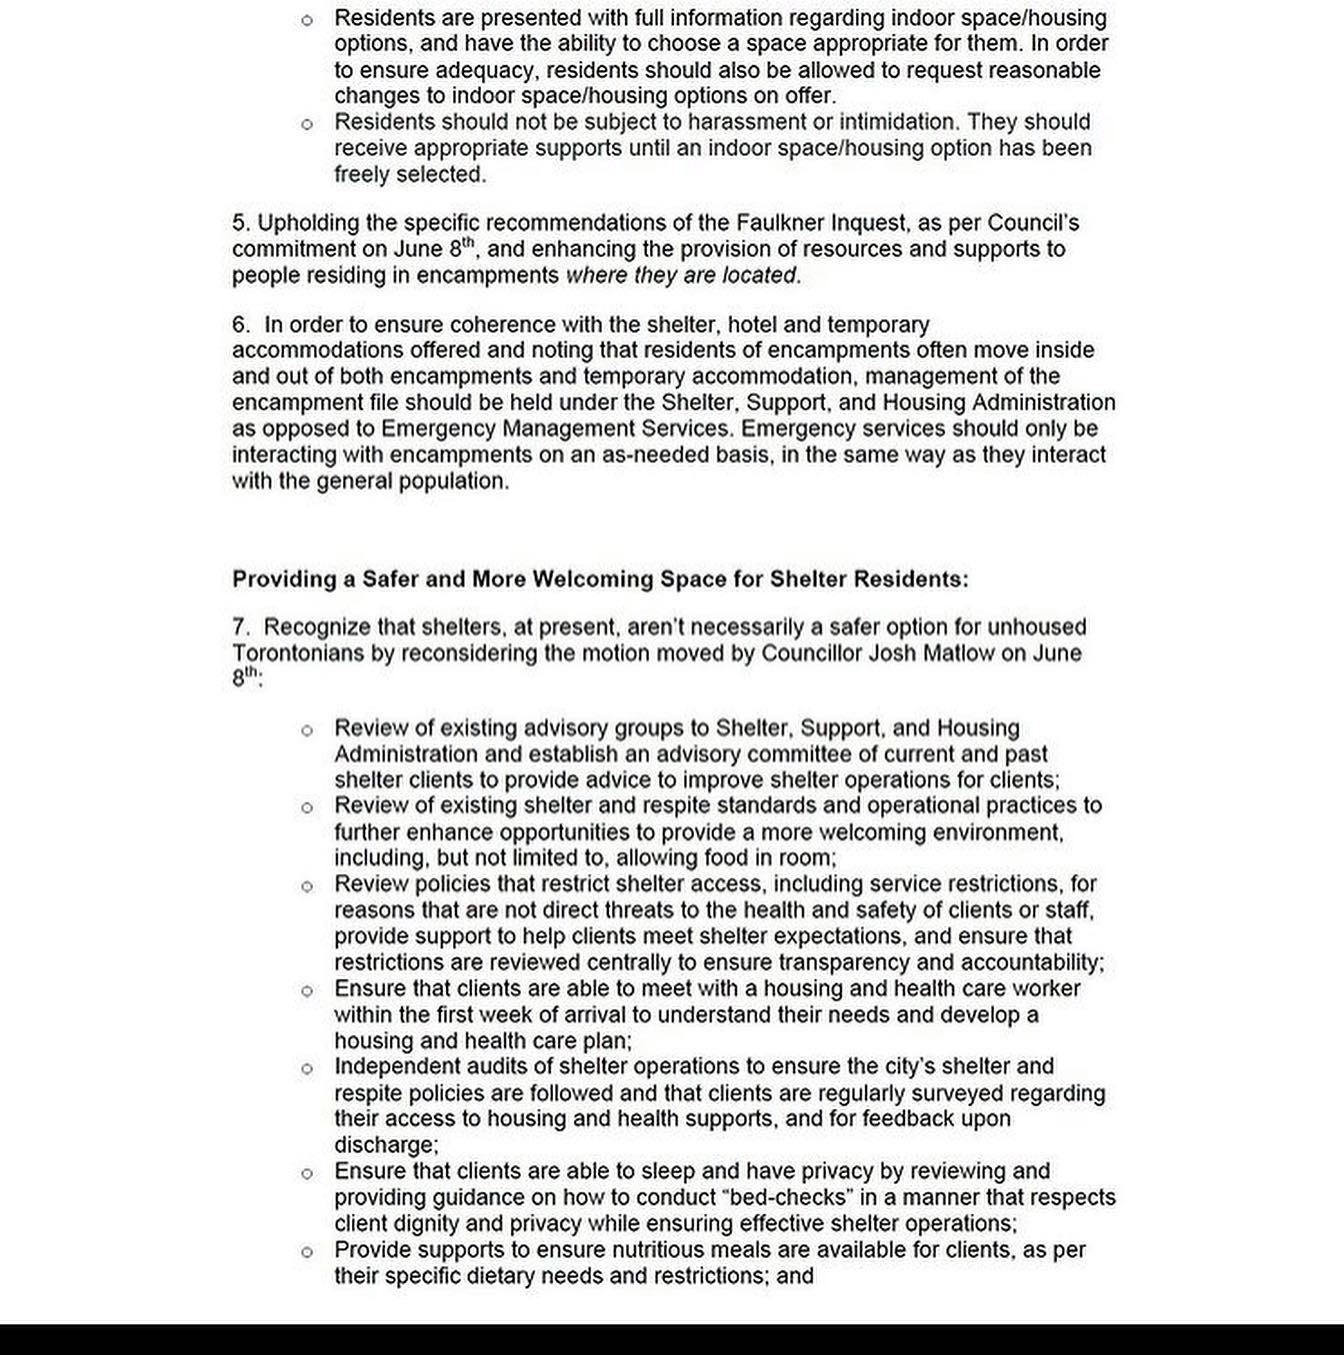 ○ Residents are presented with full information regarding indoor space/housing
options, and have the ability to choose a space appropriate for them. In order
to ensure adequacy, residents should also be allowed to request reasonable
changes to indoor space/housing options on offer.
○ Residents should not be subject to harassment or intimidation. They should
receive appropriate supports until an indoor space/housing option has been
freely selected.
5. Upholding the specific recommendations of the Faulkner Inquest, as per Council's
commitment on June 8th, and enhancing the provision of resources and supports to
people residing in encampments where they are located.
6. In order to ensure coherence with the shelter, hotel and temporary
accommodations offered and noting that residents of encampments often move inside
and out of both encampments and temporary accommodation, management of the
encampment file should be held under the Shelter, Support, and Housing Administration
as opposed to Emergency Management Services. Emergency services should only be
interacting with encampments on an as-needed basis, in the same way as they interact
with the general population.
Providing a Safer and More Welcoming Space for Shelter Residents:
7. Recognize that shelters, at present, aren't necessarily a safer option for unhoused
Torontonians by reconsidering the motion moved by Councillor Josh Matlow on June
8th:
○ Review of existing advisory groups to Shelter, Support, and Housing
Administration and establish an advisory committee of current and past
shelter clients to provide advice to improve shelter operations for clients;
○ Review of existing shelter and respite standards and operational practices to
further enhance opportunities to provide a more welcoming environment,
including, but not limited to, allowing food in room;
○ Review policies that restrict shelter access, including service restrictions, for
reasons that are not direct threats to the health and safety of clients or staff,
provide support to help clients meet shelter expectations, and ensure that
restrictions are reviewed centrally to ensure transparency and accountability;
○ Ensure that clients are able to meet with a housing and health care worker
within the first week of arrival to understand their needs and develop a
housing and health care plan;
○ Independent audits of shelter operations to ensure the city's shelter and
respite policies are followed and that clients are regularly surveyed regarding
their access to housing and health supports, and for feedback upon
discharge;
○ Ensure that clients are able to sleep and have privacy by reviewing and
providing guidance on how to conduct “bed-checks” in a manner that respects
client dignity and privacy while ensuring effective shelter operations;
○ Provide supports to ensure nutritious meals are available for clients, as per
their specific dietary needs and restrictions; and